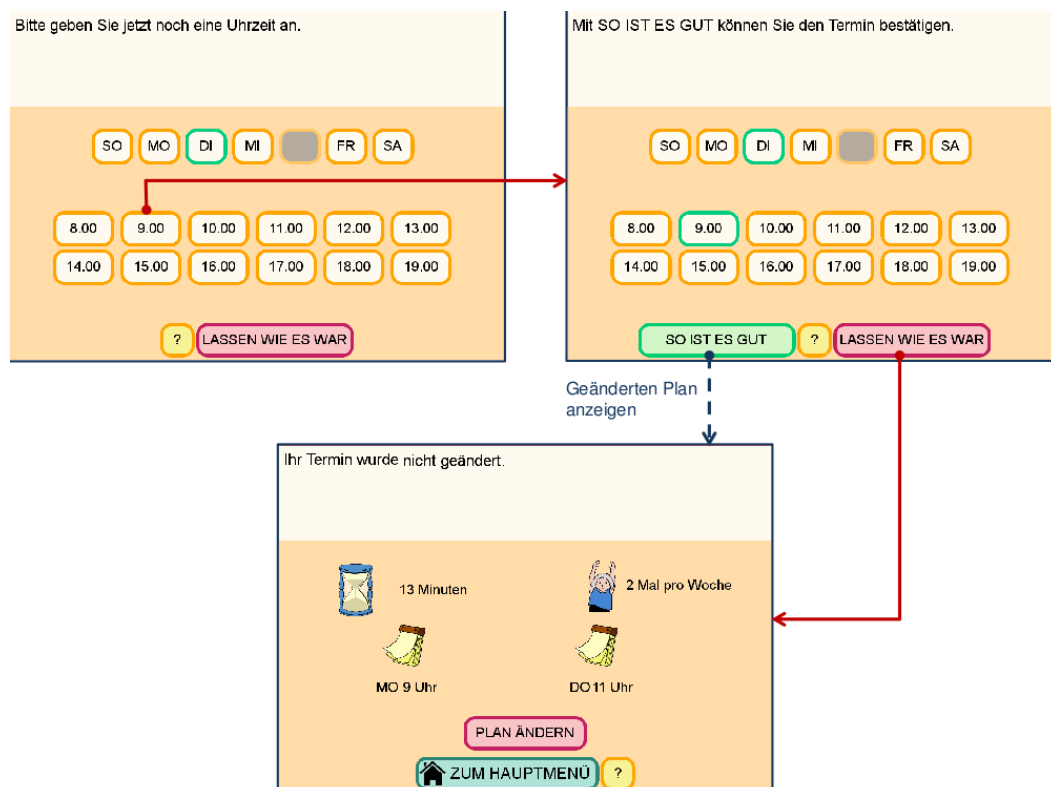 Bitte geben Sie jetzt noch eine Uhrzeit an.
SO MO DI MI FR SA
8.00 9.00 10.00 11.00 12.00 13.00
14.00 15.00 16.00 17.00 18.00 19.00
? LASSEN WIE ES WAR
Mit SO IST ES GUT können Sie den Termin bestätigen.
SO MO DI MI FR SA
8.00 9.00 10.00 11.00 12.00 13.00
14.00 15.00 16.00 17.00 18.00 19.00
SO IST ES GUT ? LASSEN WIE ES WAR
Geänderten Plan
anzeigen
Ihr Termin wurde nicht geändert.
13 Minuten 2 Mal pro Woche
MO 9 Uhr DO 11 Uhr
PLAN ÄNDERN
ZUM HAUPTMENÜ ?